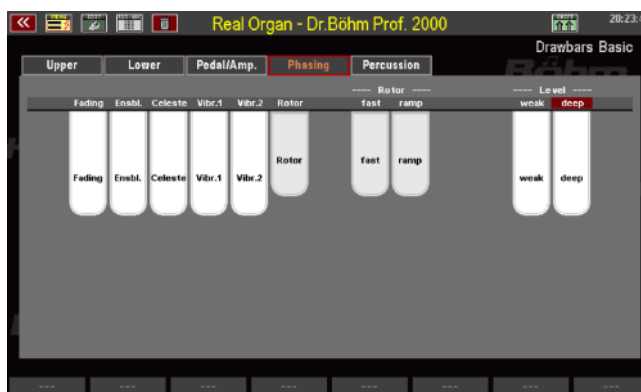 Real Organ - Dr.Böhm Prof. 2000
20:23:
Drawbars Basic
Upper Lower Pedal/Amp. Phasing Percussion
---- Rotor ---- ---- Level ----
Fading Ensbl. Celeste Vibr.1 Vibr.2 Rotor fast ramp weak deep
Rotor fast ramp
Fading Ensbl. Celeste Vibr.1 Vibr.2 weak deep
--- --- --- --- --- --- --- ---